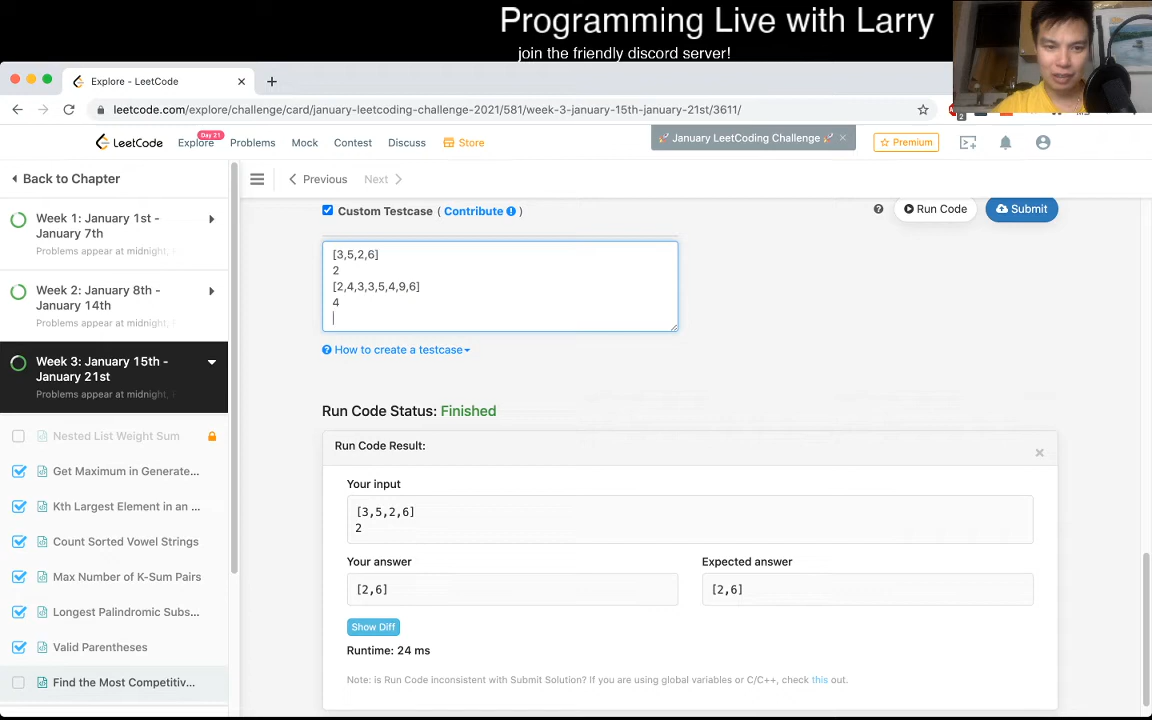 Programming Live with Larry
join the friendly discord server!
Explore - LeetCode
leetcode.com/explore/challenge/card/january-leetcoding-challenge-2021/581/week-3-january-15th-january-21st/3611/
2
LeetCode
Explore
Day 21
Problems
Mock
Contest
Discuss
Store
January LeetCoding Challenge
Premium
Back to Chapter
Previous
Next
Week 1: January 1st -
January 7th
Problems appear at midnight,
Week 2: January 8th -
January 14th
Problems appear at midnight,
Week 3: January 15th -
January 21st
Problems appear at midnight,
Nested List Weight Sum
Get Maximum in Generate...
Kth Largest Element in an ...
Count Sorted Vowel Strings
Max Number of K-Sum Pairs
Longest Palindromic Subs...
Valid Parentheses
Find the Most Competitiv...
Custom Testcase ( Contribute )
Run Code
Submit
[3,5,2,6]
2
[2,4,3,3,5,4,9,6]
4
How to create a testcase
Run Code Status: Finished
Run Code Result:
Your input
[3,5,2,6]
2
Your answer
[2,6]
Expected answer
[2,6]
Show Diff
Runtime: 24 ms
Note: is Run Code inconsistent with Submit Solution? If you are using global variables or C/C++, check this out.